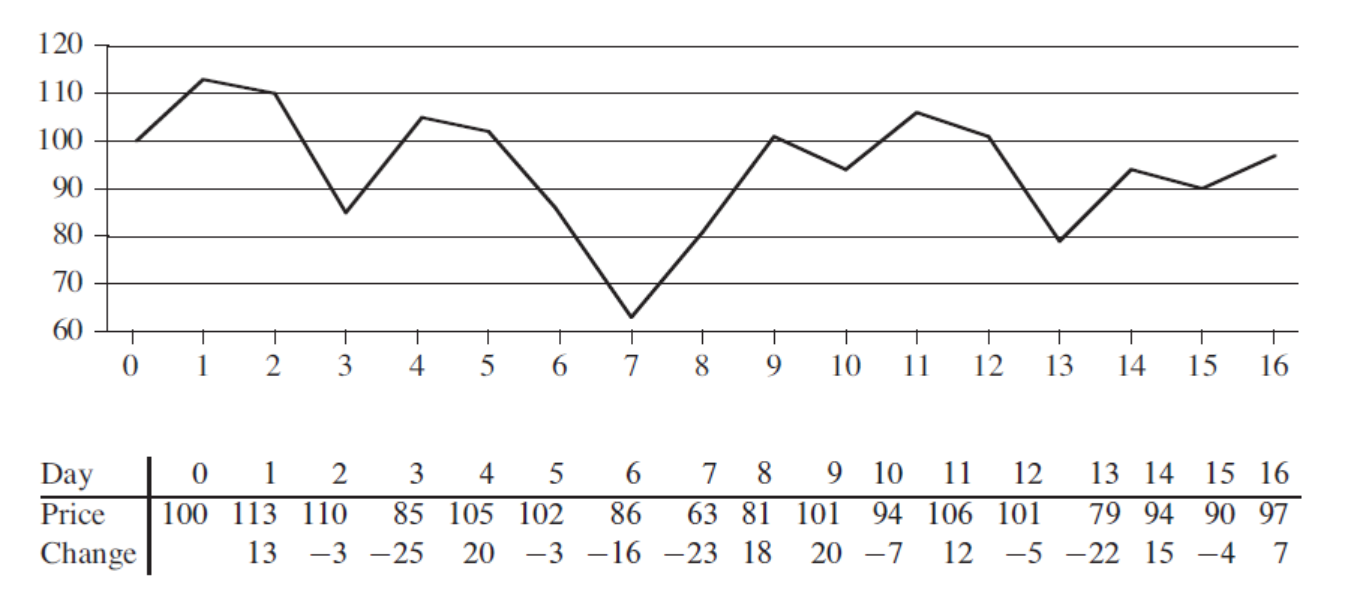 120
110
100
90
80
70
60
0 1 2 3 4 5 6 7 8 9 10 11 12 13 14 15 16
Day 0 1 2 3 4 5 6 7 8 9 10 11 12 13 14 15 16
Price 100 113 110 85 105 102 86 63 81 101 94 106 101 79 94 90 97
Change 13 −3 −25 20 −3 −16 −23 18 20 −7 12 −5 −22 15 −4 7